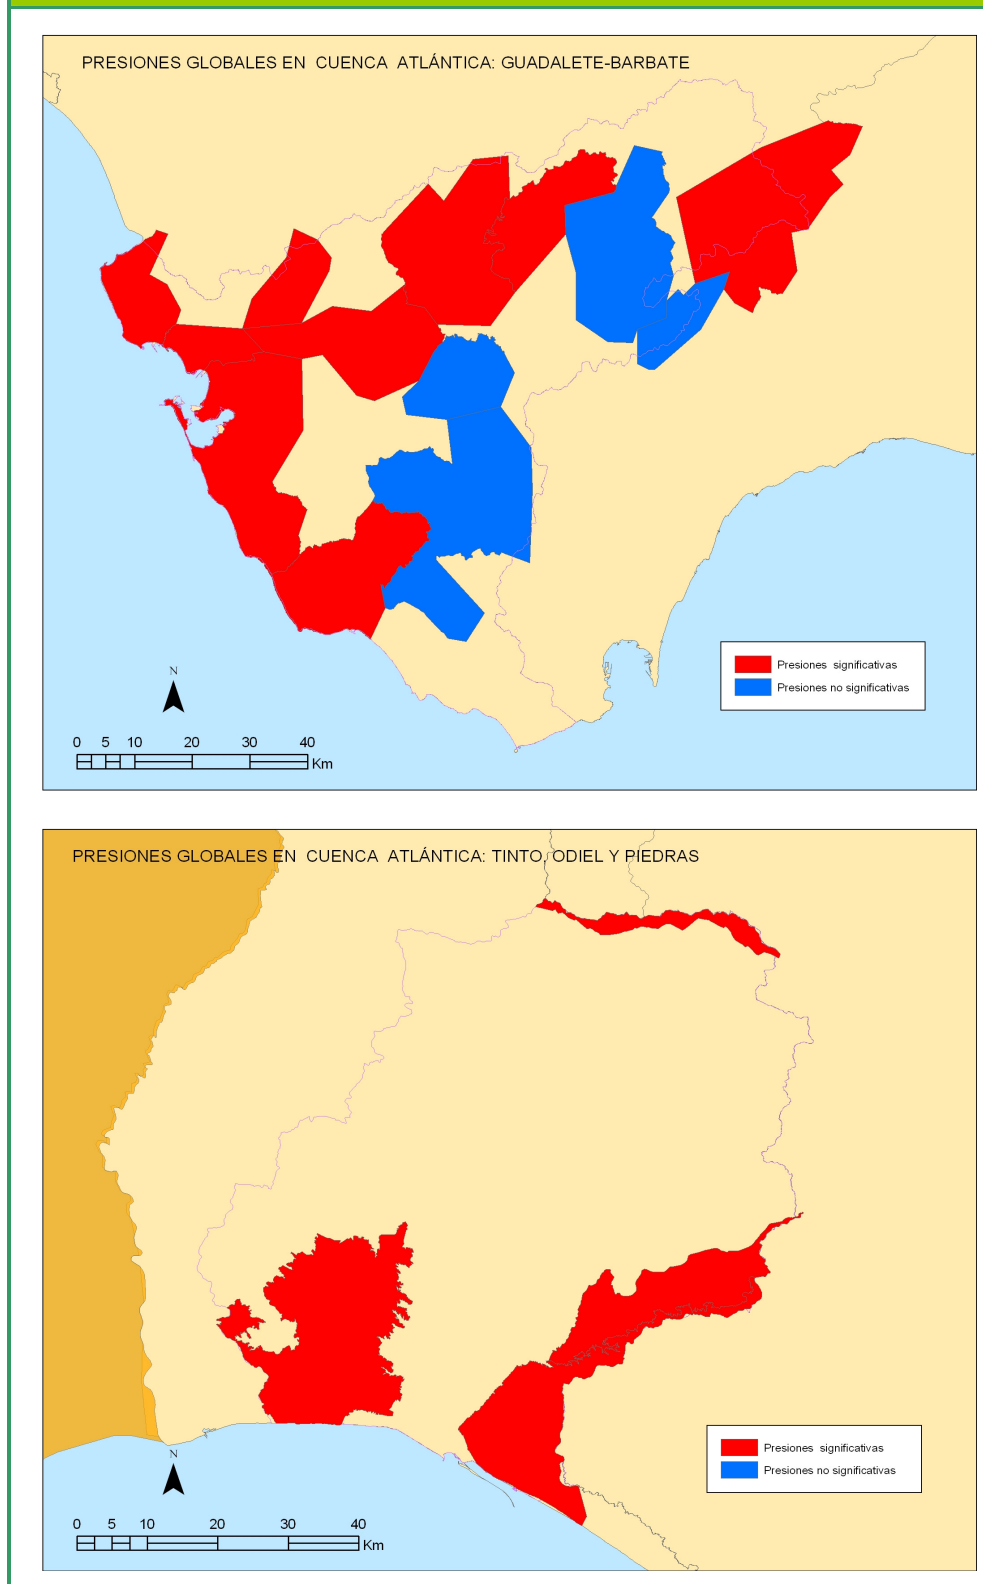 PRESIONES GLOBALES EN CUENCA ATLÁNTICA: GUADALETE-BARBATE
Presiones significativas
Presiones no significativas
N
0 5 10 20 30 40
Km
PRESIONES GLOBALES EN CUENCA ATLÁNTICA: TINTO, ODIEL Y PIEDRAS
Presiones significativas
Presiones no significativas
N
0 5 10 20 30 40
Km